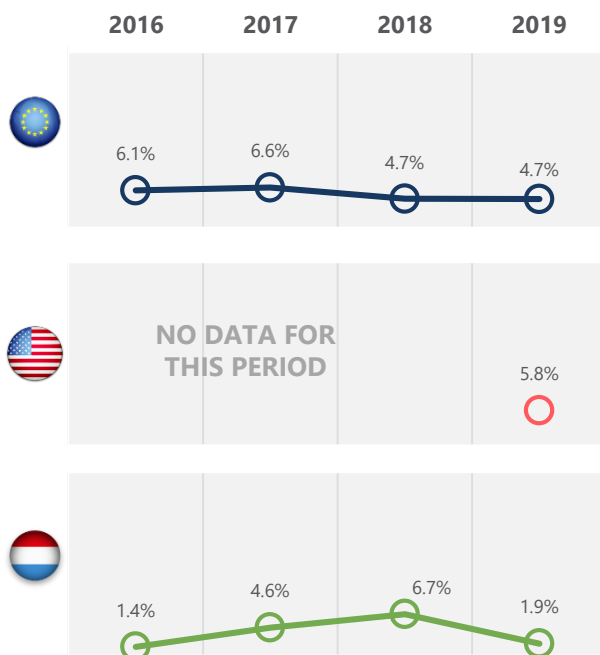 2016 2017 2018 2019
6.1% 6.6% 4.7% 4.7%
NO DATA FOR
THIS PERIOD
5.8%
1.4% 4.6% 6.7% 1.9%